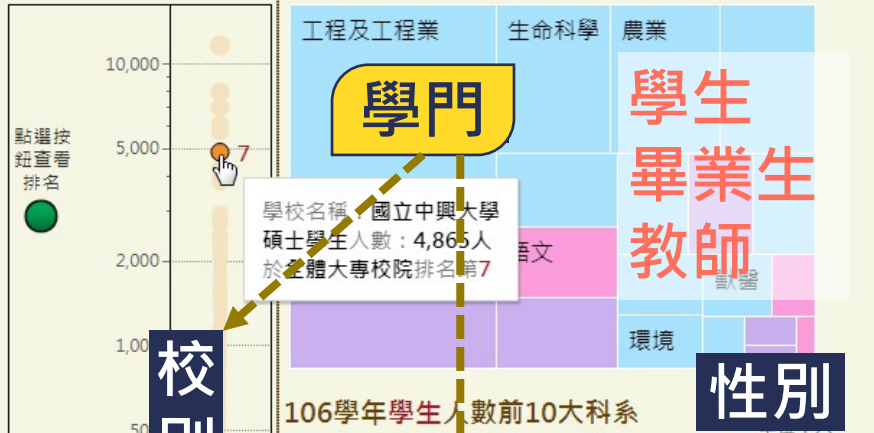 工程及工程業
生命科學
農業
10,000
學門
學生
畢業生
教師
點選按
鈕查看
排名
5,000
7
學校名稱：國立中興大學
碩士學生人數：4,865人
於全體大專校院排名第7
語文
獸醫
2,000
環境
1,00
校
別
性別
106學年學生人數前10大科系
50